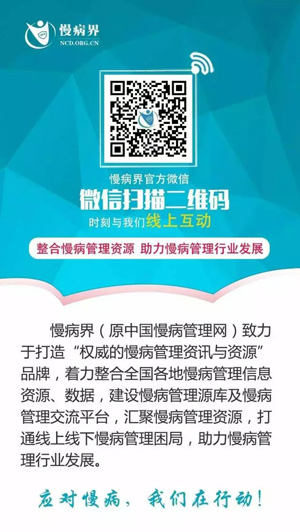 慢病界
NCD.ORG.CN
慢病界官方微信
微信扫描二维码
时刻与我们线上互动
整合慢病管理资源 助力慢病管理行业发展
慢病界（原中国慢病管理网）致力
于打造“权威的慢病管理资讯与资源”
品牌，着力整合全国各地慢病管理信息
资源、数据，建设慢病管理源库及慢病
管理交流平台，汇聚慢病管理资源，打
通线上线下慢病管理困局，助力慢病管
理行业发展。
应对慢病，我们在行动！